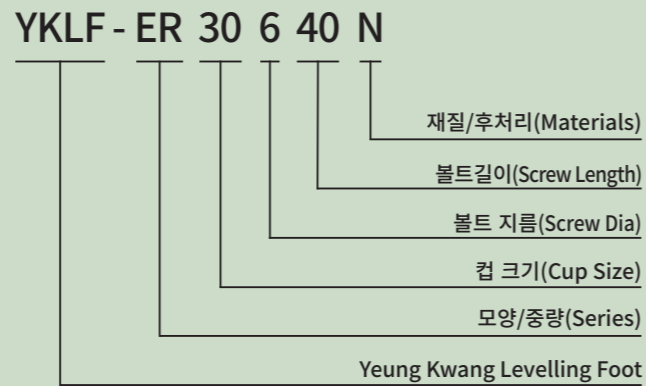 YKLF - ER 30 6 40 N
재질/후처리(Materials)
볼트길이(Screw Length)
볼트 지름(Screw Dia)
컵 크기(Cup Size)
모양/중량(Series)
Yeung Kwang Levelling Foot